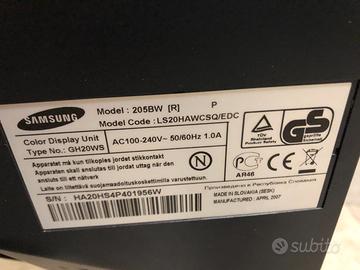 SAMSUNG
Model : 205BW [R] P
Model Code : LS20HAWCSQ/EDC
Color Display Unit
Type No.: GH20WS
AC100-240V~ 50/60Hz 1.0A
Apparatet må kun tilkoples jordet stikkontakt
Apparaten skall anslutas till jordat uttag när den
ansluts till ett nätverk
Laite on liitettävä suojamaadoituskoskettimilla
varustettuun pistorasiaan
AR46
S/N : HA20HS4P401956W
Произведено в Республика Словакия
MADE IN SLOVAKIA (SESK)
MANUFACTURED : APRIL 2007
subito